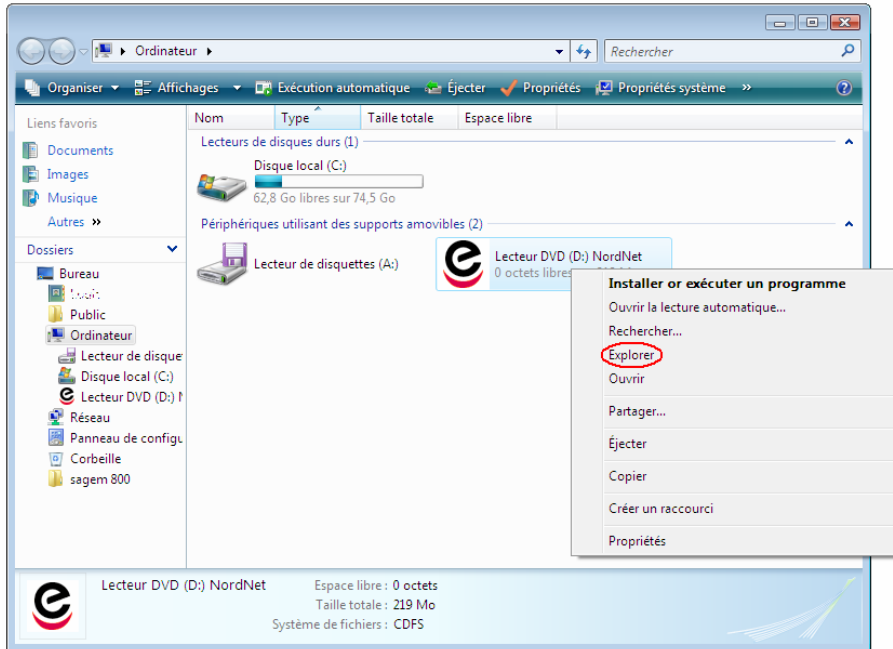 Ordinateur
Rechercher
Organiser Affichages Exécution automatique Éjecter Propriétés Propriétés système »
Liens favoris
Documents
Images
Musique
Autres »
Dossiers
Bureau
Public
Ordinateur
Lecteur de disque
Disque local (C:)
Lecteur DVD (D:)
Réseau
Panneau de configu
Corbeille
sagem 800
Nom Type Taille totale Espace libre
Lecteurs de disques durs (1)
Disque local (C:)
62,8 Go libres sur 74,5 Go
Périphériques utilisant des supports amovibles (2)
Lecteur de disquettes (A:)
Lecteur DVD (D:) NordNet
0 octets libres
Installer or exécuter un programme
Ouvrir la lecture automatique...
Rechercher...
Explorer
Ouvrir
Partager...
Éjecter
Copier
Créer un raccourci
Propriétés
Lecteur DVD (D:) NordNet
Espace libre : 0 octets
Taille totale : 219 Mo
Système de fichiers : CDFS